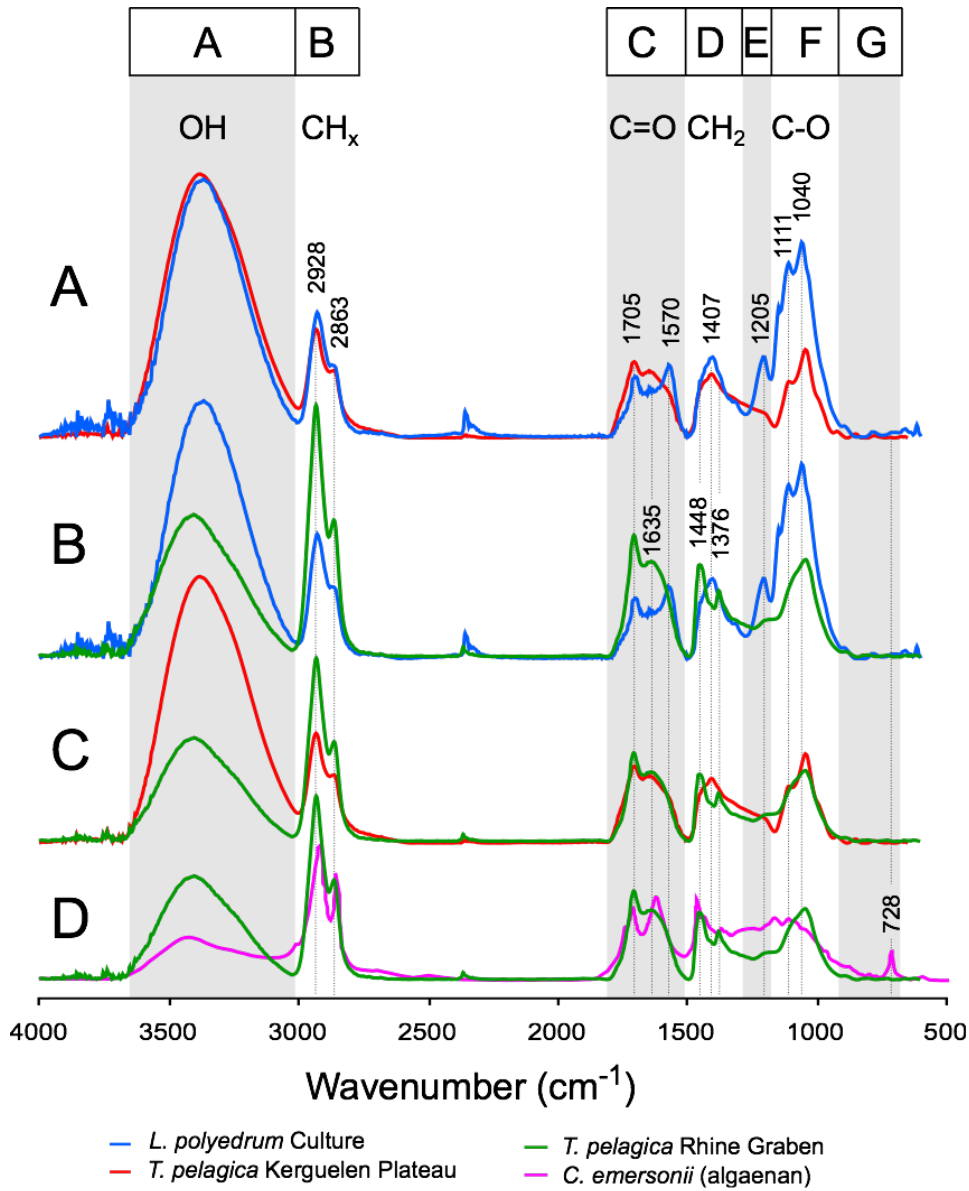 A B C D E F G
OH CHx C=O CH2 C-O
A
2928
2863
1705
1570
1407
1205
1111
1040
B
1635
1448
1376
C
D
728
4000 3500 3000 2500 2000 1500 1000 500
Wavenumber (cm-1)
L. polyedrum Culture
T. pelagica Kerguelen Plateau
T. pelagica Rhine Graben
C. emersonii (algaenan)